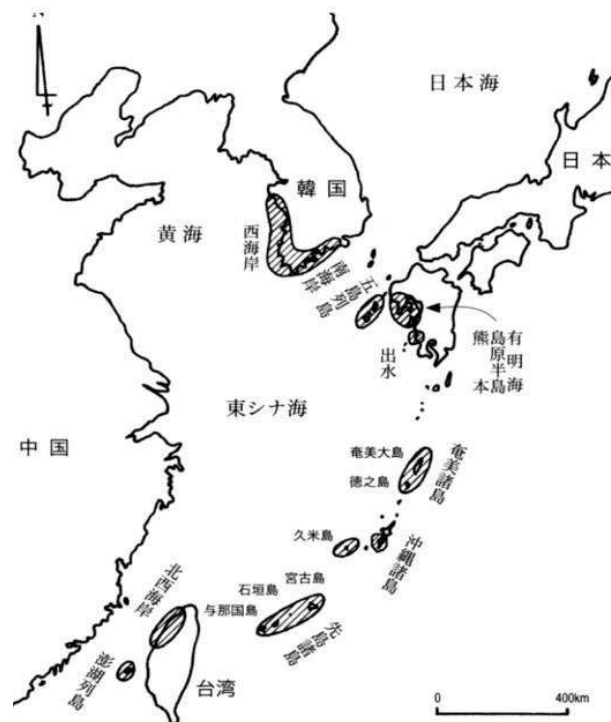 N
日本海
日本
韓国
黄海
西海岸
南海岸
五島列島
有明海
島原半島
熊本
出水
東シナ海
中国
奄美大島
徳之島
奄美諸島
久米島
沖縄諸島
宮古島
石垣島
与那国島
先島諸島
北西海岸
澎湖列島
台湾
0
400km